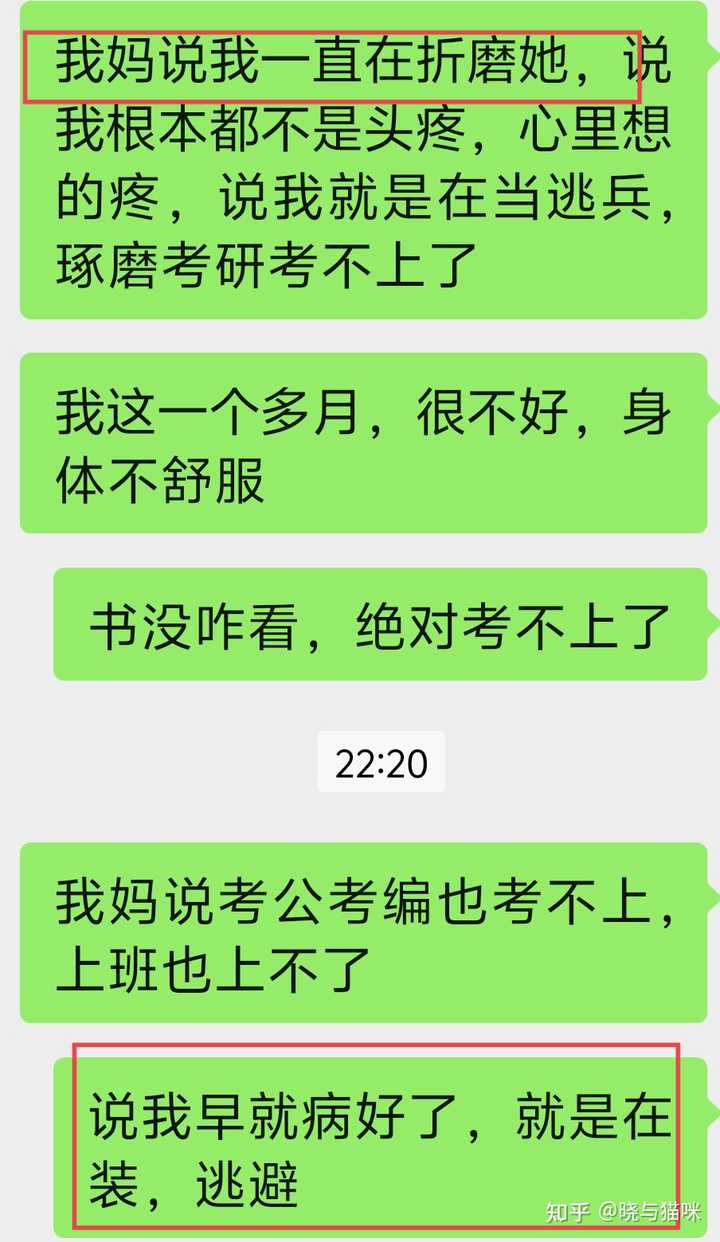 我妈说我一直在折磨她，说
我根本都不是头疼，心里想
的疼，说我就是在当逃兵，
琢磨考研考不上了
我这一个多月，很不好，身
体不舒服
书没咋看，绝对考不上了
22:20
我妈说考公考编也考不上，
上班也上不了
说我早就病好了，就是在
装，逃避
知乎 @晓与猫咪